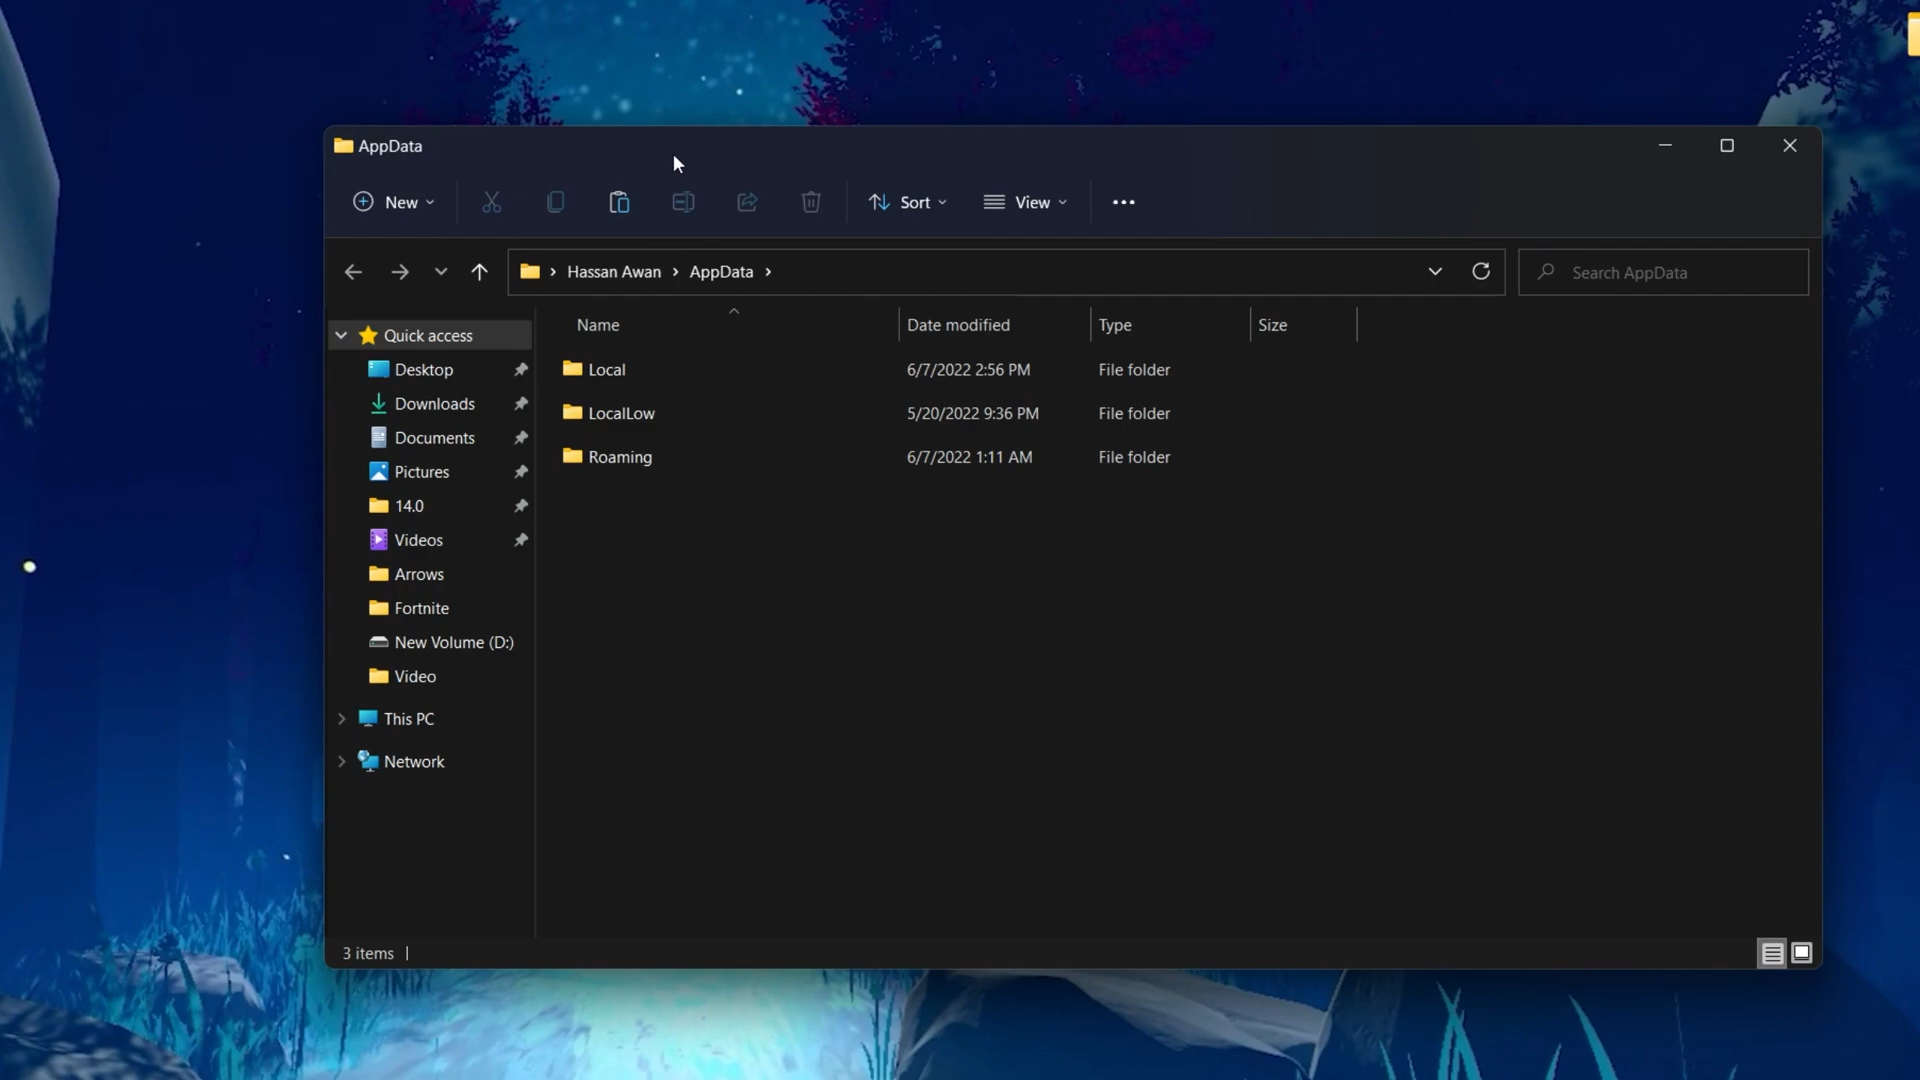 AppData
New
Sort
View
Hassan Awan
AppData
Search AppData
Name
Date modified
Type
Size
Quick access
Desktop
Downloads
Documents
Pictures
14.0
Videos
Arrows
Fortnite
New Volume (D:)
Video
This PC
Network
Local 6/7/2022 2:56 PM File folder
LocalLow 5/20/2022 9:36 PM File folder
Roaming 6/7/2022 1:11 AM File folder
3 items